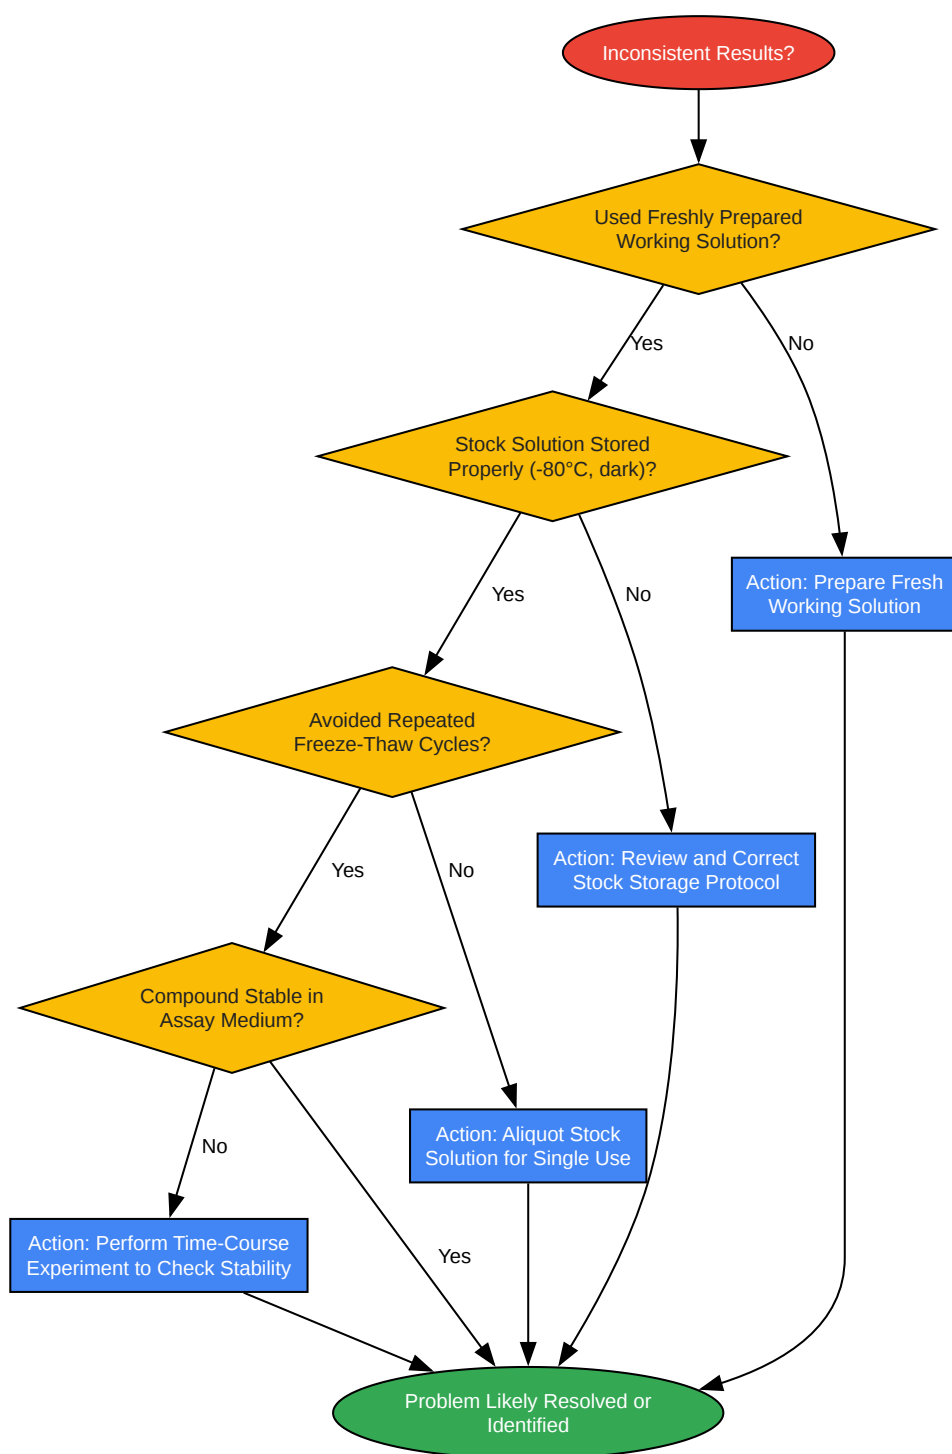 Inconsistent Results?
Used Freshly Prepared
Working Solution?
Yes
No
Stock Solution Stored
Properly (-80°C, dark)?
Action: Prepare Fresh
Working Solution
Yes
No
Avoided Repeated
Freeze-Thaw Cycles?
Action: Review and Correct
Stock Storage Protocol
Yes
No
Compound Stable in
Assay Medium?
Action: Aliquot Stock
Solution for Single Use
No
Yes
Action: Perform Time-Course
Experiment to Check Stability
Problem Likely Resolved or
Identified